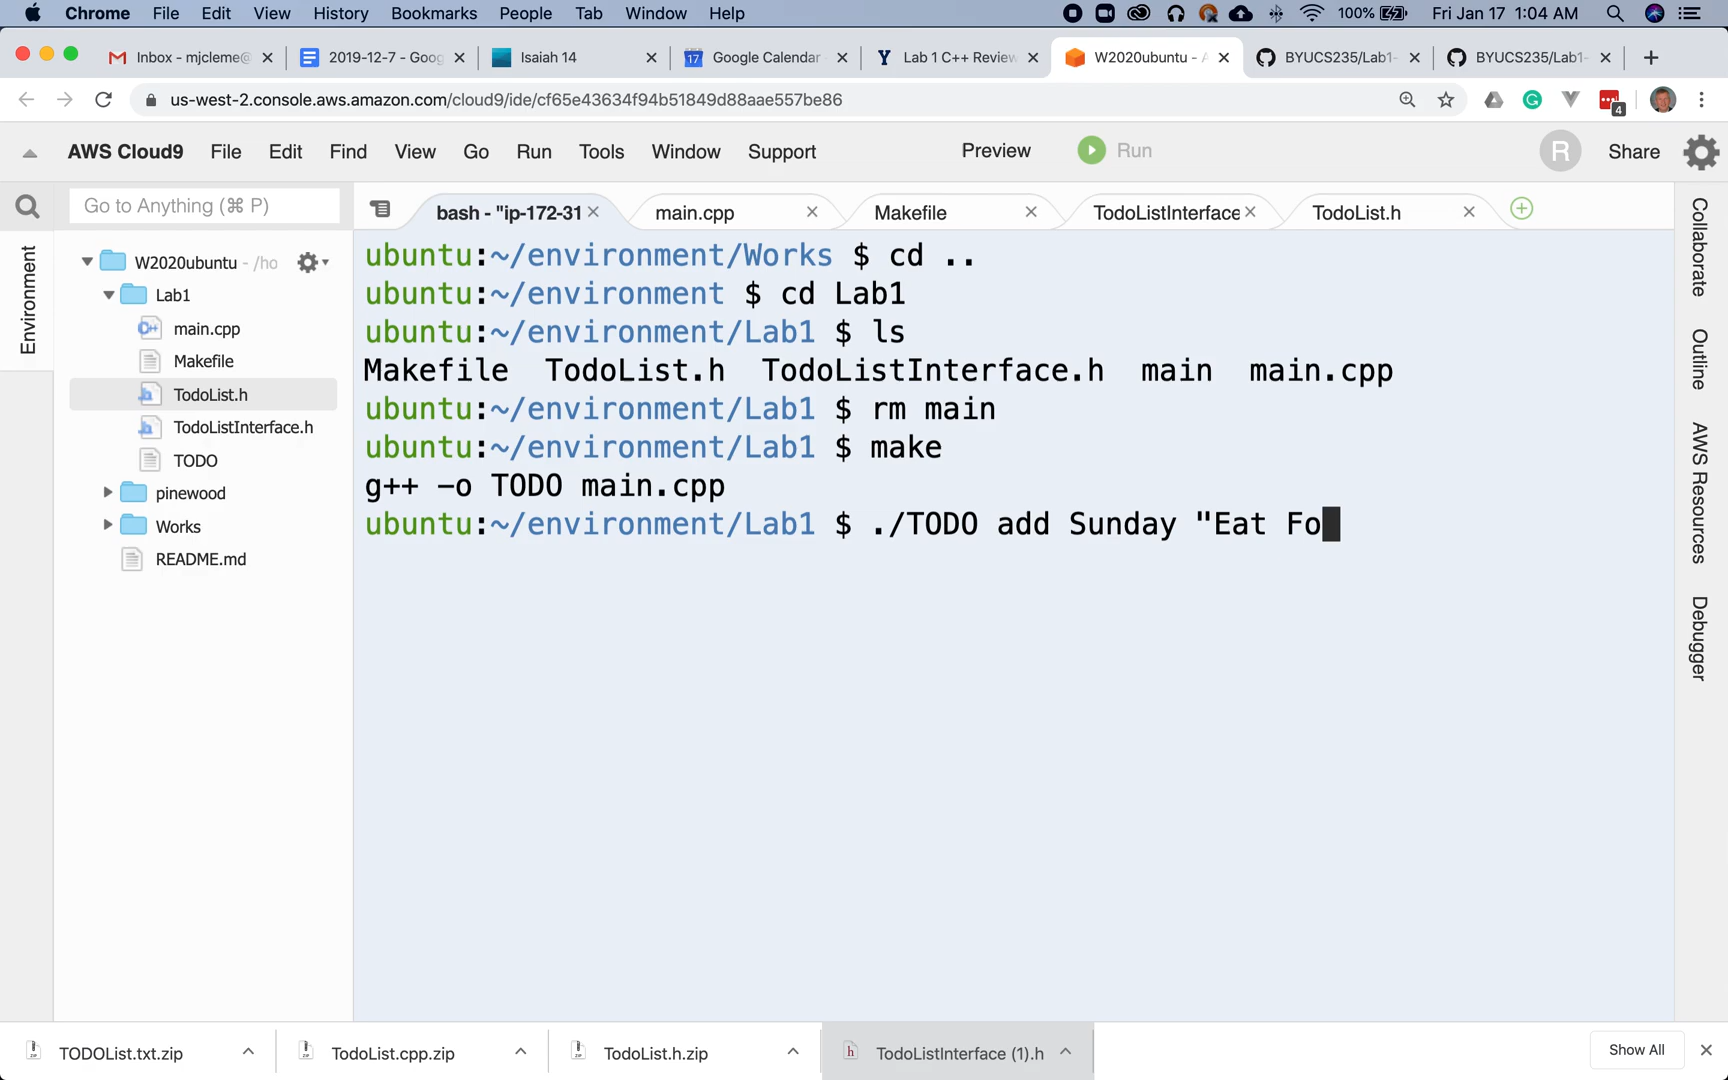 Chrome File Edit View History Bookmarks People Tab Window Help 100% Fri Jan 17 1:04 AM
Inbox - mjcleme@ 2019-12-7 - Goog Isaiah 14 17 Google Calendar Y Lab 1 C++ Review W2020ubuntu - A BYUCS235/Lab1- BYUCS235/Lab1-
us-west-2.console.aws.amazon.com/cloud9/ide/cf65e43634f94b51849d88aae557be86 4
AWS Cloud9 File Edit Find View Go Run Tools Window Support Preview Run R Share
Go to Anything (⌘ P) bash - "ip-172-31 main.cpp Makefile TodoListInterface TodoList.h
Environment
W2020ubuntu - /ho
Lab1
main.cpp
Makefile
TodoList.h
TodoListInterface.h
TODO
pinewood
Works
README.md
ubuntu:~/environment/Works $ cd ..
ubuntu:~/environment $ cd Lab1
ubuntu:~/environment/Lab1 $ ls
Makefile TodoList.h TodoListInterface.h main main.cpp
ubuntu:~/environment/Lab1 $ rm main
ubuntu:~/environment/Lab1 $ make
g++ -o TODO main.cpp
ubuntu:~/environment/Lab1 $ ./TODO add Sunday "Eat Fo
Collaborate
Outline
AWS Resources
Debugger
TODOList.txt.zip TodoList.cpp.zip TodoList.h.zip h TodoListInterface (1).h Show All